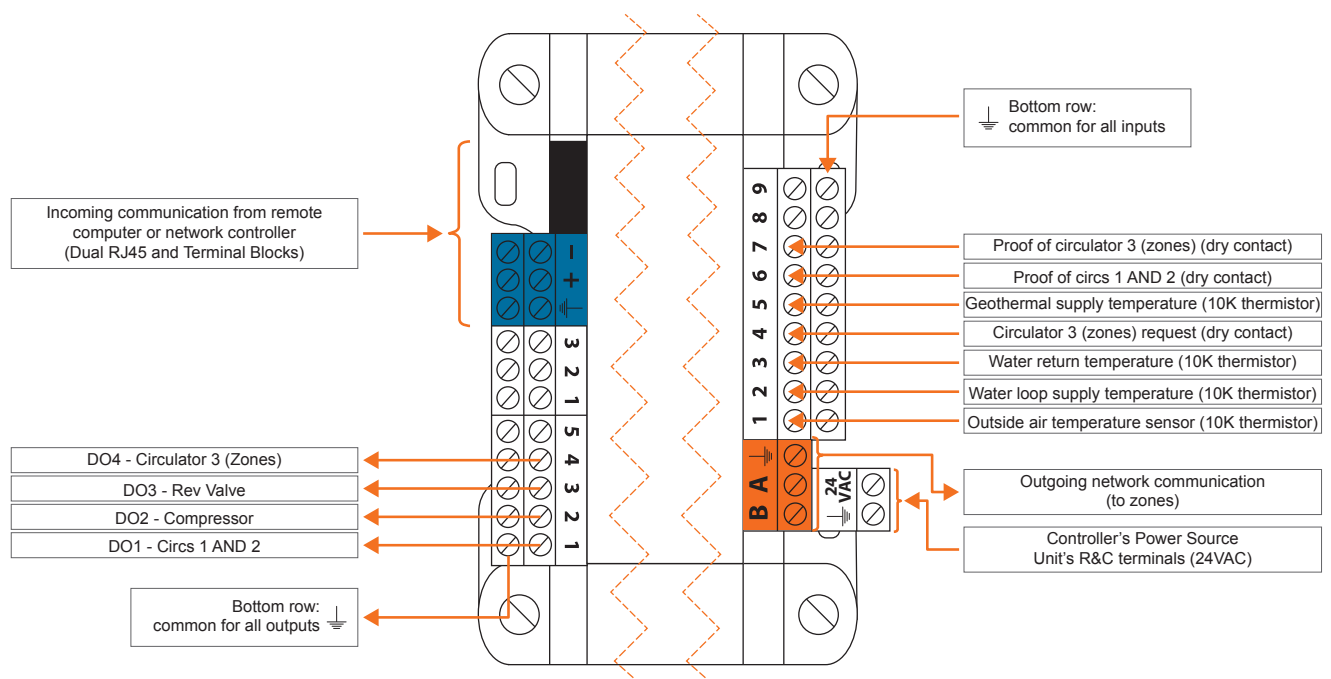 Incoming communication from remote
computer or network controller
(Dual RJ45 and Terminal Blocks)
DO4 - Circulator 3 (Zones)
DO3 - Rev Valve
DO2 - Compressor
DO1 - Circs 1 AND 2
Bottom row:
common for all outputs
-
+
3
2
1
5
4
3
2
1
9
8
7
6
5
4
3
2
1
A
B
24
VAC
Bottom row:
common for all inputs
Proof of circulator 3 (zones) (dry contact)
Proof of circs 1 AND 2 (dry contact)
Geothermal supply temperature (10K thermistor)
Circulator 3 (zones) request (dry contact)
Water return temperature (10K thermistor)
Water loop supply temperature (10K thermistor)
Outside air temperature sensor (10K thermistor)
Outgoing network communication
(to zones)
Controller's Power Source
Unit's R&C terminals (24VAC)